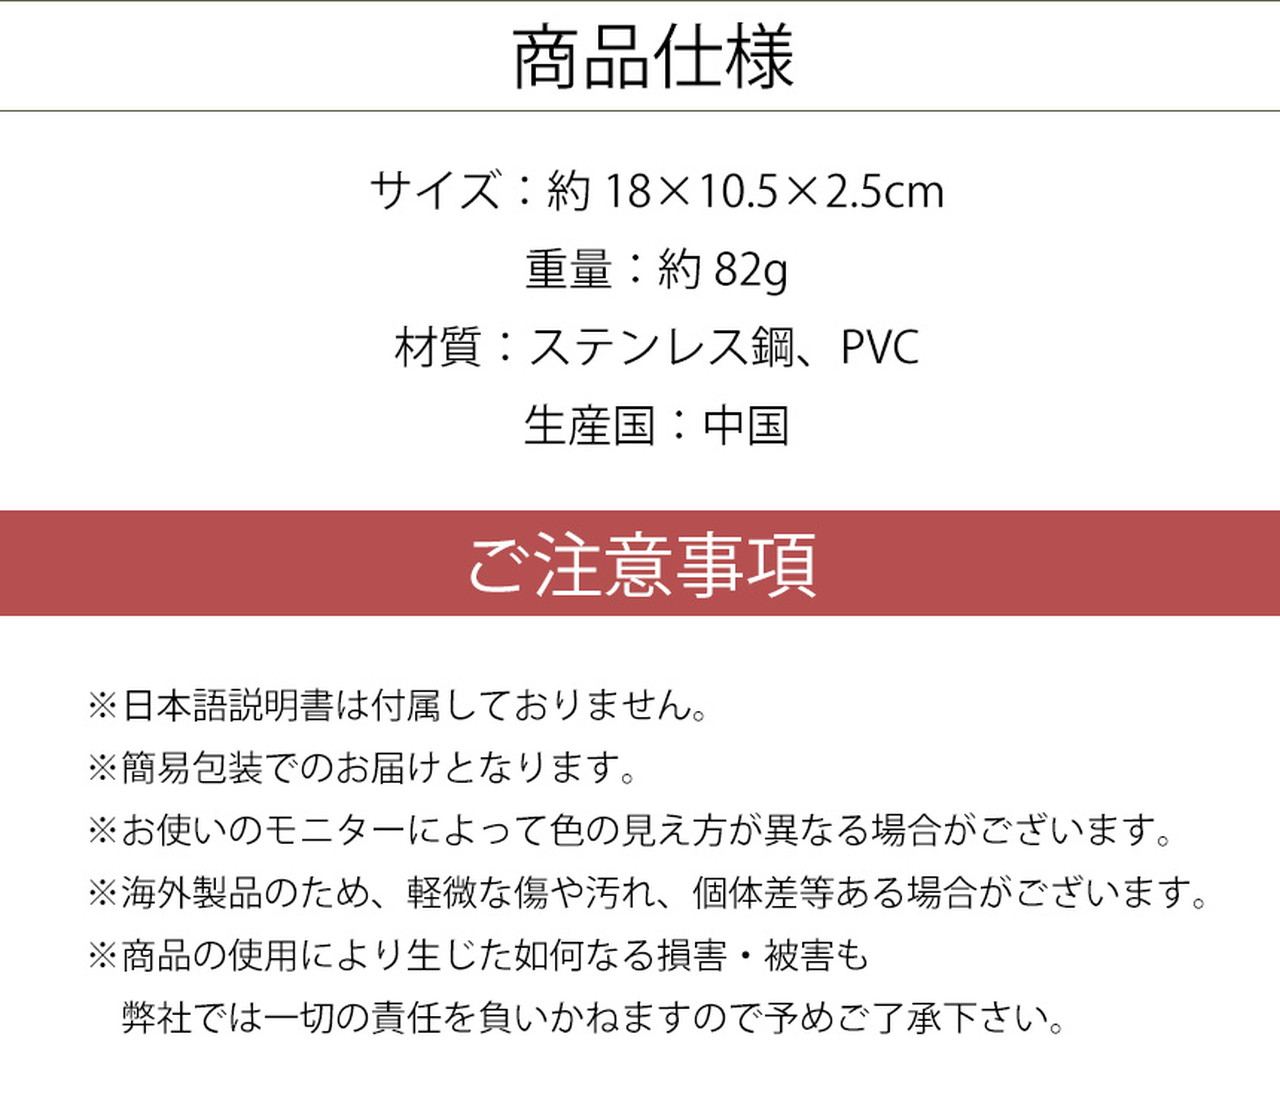 商品仕様
サイズ：約 18×10.5×2.5cm
重量：約 82g
材質：ステンレス鋼、PVC
生産国：中国
ご注意事項
※日本語説明書は付属しておりません。
※簡易包装でのお届けとなります。
※お使いのモニターによって色の見え方が異なる場合がございます。
※海外製品のため、軽微な傷や汚れ、個体差等ある場合がございます。
※商品の使用により生じた如何なる損害・被害も
弊社では一切の責任を負いかねますので予めご了承下さい。